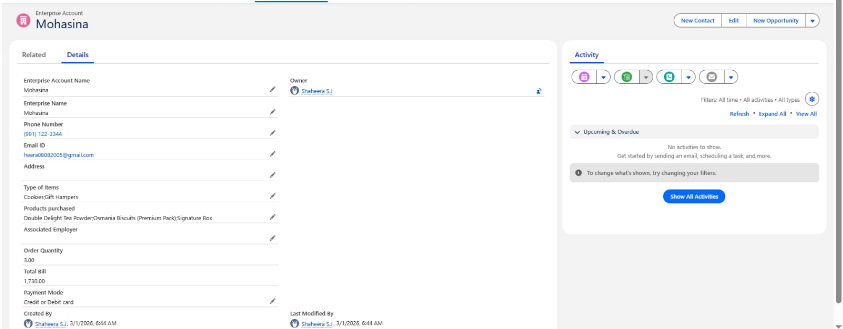 Enterprise Account
Mohasina
New Contact
Edit
New Opportunity
Related
Details
Enterprise Account Name
Mohasina
Enterprise Name
Mohasina
Phone Number
(991) 122-3344
Email ID
heera08082005@gmail.com
Address
Type of Items
Cookies;Gift Hampers
Products purchased
Double Delight Tea Powder;Osmania Biscuits (Premium Pack);Signature Box
Associated Employer
Order Quantity
3.00
Total Bill
1,730.00
Payment Mode
Credit or Debit card
Created By
Shaheera S.J, 3/1/2026, 6:44 AM
Owner
Shaheera S.J
Last Modified By
Shaheera S.J, 3/1/2026, 6:44 AM
Activity
Filters: All time • All activities • All types
Refresh • Expand All • View All
Upcoming & Overdue
No activities to show.
Get started by sending an email, scheduling a task, and more.
To change what's shown, try changing your filters.
Show All Activities